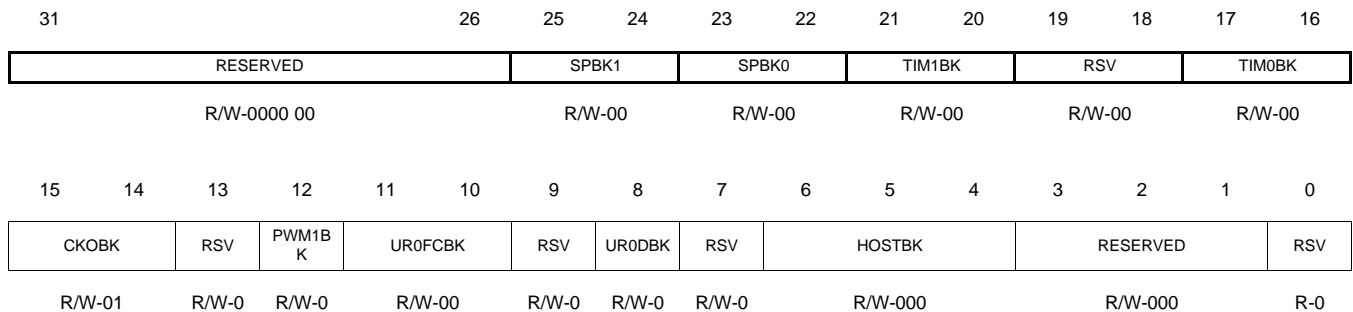 31 26 25 24 23 22 21 20 19 18 17 16
RESERVED SPBK1 SPBK0 TIM1BK RSV TIM0BK
R/W-0000 00 R/W-00 R/W-00 R/W-00 R/W-00 R/W-00
15 14 13 12 11 10 9 8 7 6 5 4 3 2 1 0
CKOBK RSV PWM1B
K UR0FCBK RSV UR0DBK RSV HOSTBK RESERVED RSV
R/W-01 R/W-0 R/W-0 R/W-00 R/W-0 R/W-0 R/W-0 R/W-000 R/W-000 R-0